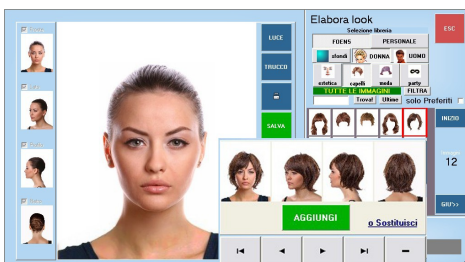 Elabora look
Selezione libreria
FOENS
PERSONALE
sfondi
DONNA
UOMO
estetica
capelli
moda
party
TUTTE LE IMMAGINI
FILTRA
Trova!
Ultime
solo Preferiti
LUCE
TRUCCO
SALVA
ESC
INIZIO
12
GIU'>>
AGGIUNGI
o Sostituisci